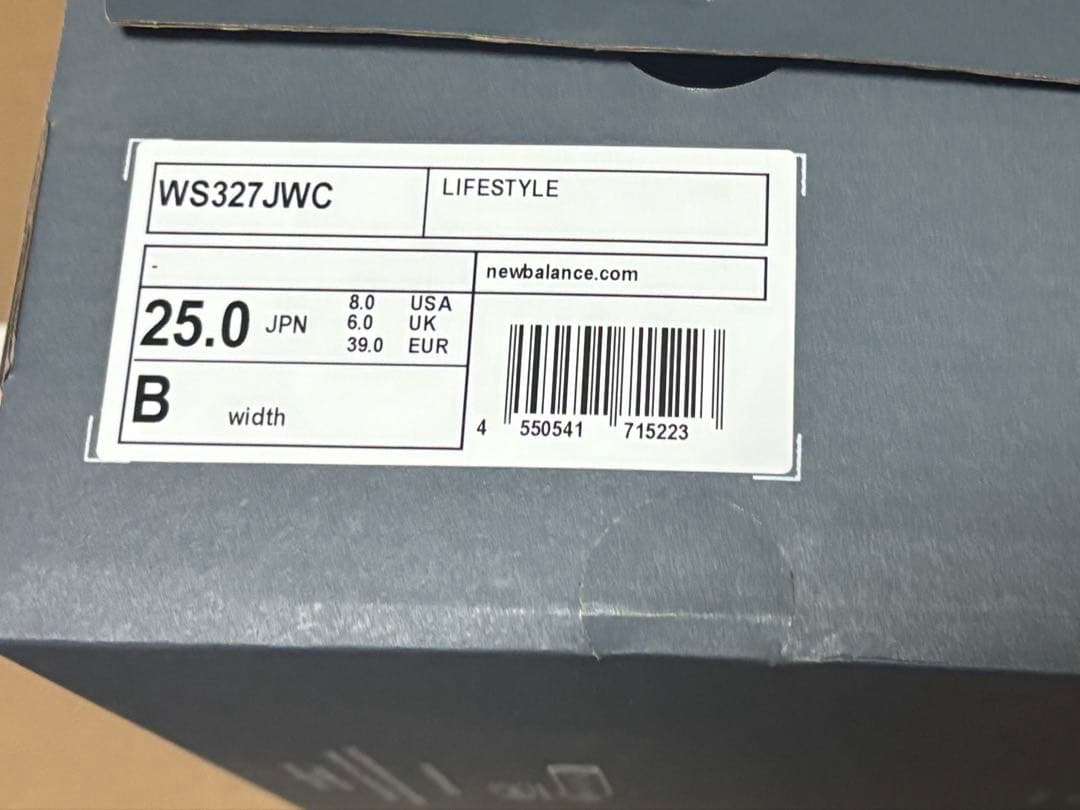 WS327JWC
LIFESTYLE
-
newbalance.com
25.0 JPN
8.0 USA
6.0 UK
39.0 EUR
B width
4 550541 715223